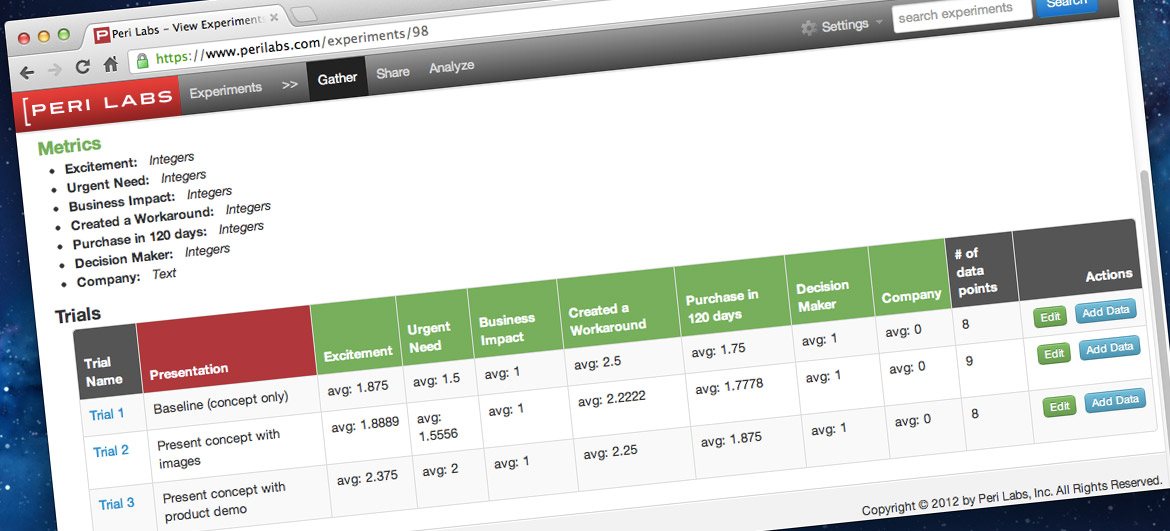 Peri Labs – View Experiments
https://www.perilabs.com/experiments/98
PERI LABS
Experiments >> Gather Share Analyze Settings search experiments Search
Metrics
Excitement: Integers
Urgent Need: Integers
Business Impact: Integers
Created a Workaround: Integers
Purchase in 120 days: Integers
Decision Maker: Integers
Company: Text
Trials
Trial Name Presentation Excitement Urgent Need Business Impact Created a Workaround Purchase in 120 days Decision Maker Company # of data points Actions
Trial 1 Baseline (concept only) avg: 1.875 avg: 1.5 avg: 1 avg: 2.5 avg: 1.75 avg: 1 avg: 0 8 Edit Add Data
Trial 2 Present concept with images avg: 1.8889 avg: 1.5556 avg: 1 avg: 2.2222 avg: 1.7778 avg: 1 avg: 0 9 Edit Add Data
Trial 3 Present concept with product demo avg: 2.375 avg: 2 avg: 1 avg: 2.25 avg: 1.875 avg: 1 avg: 0 8 Edit Add Data
Copyright © 2012 by Peri Labs, Inc. All Rights Reserved.